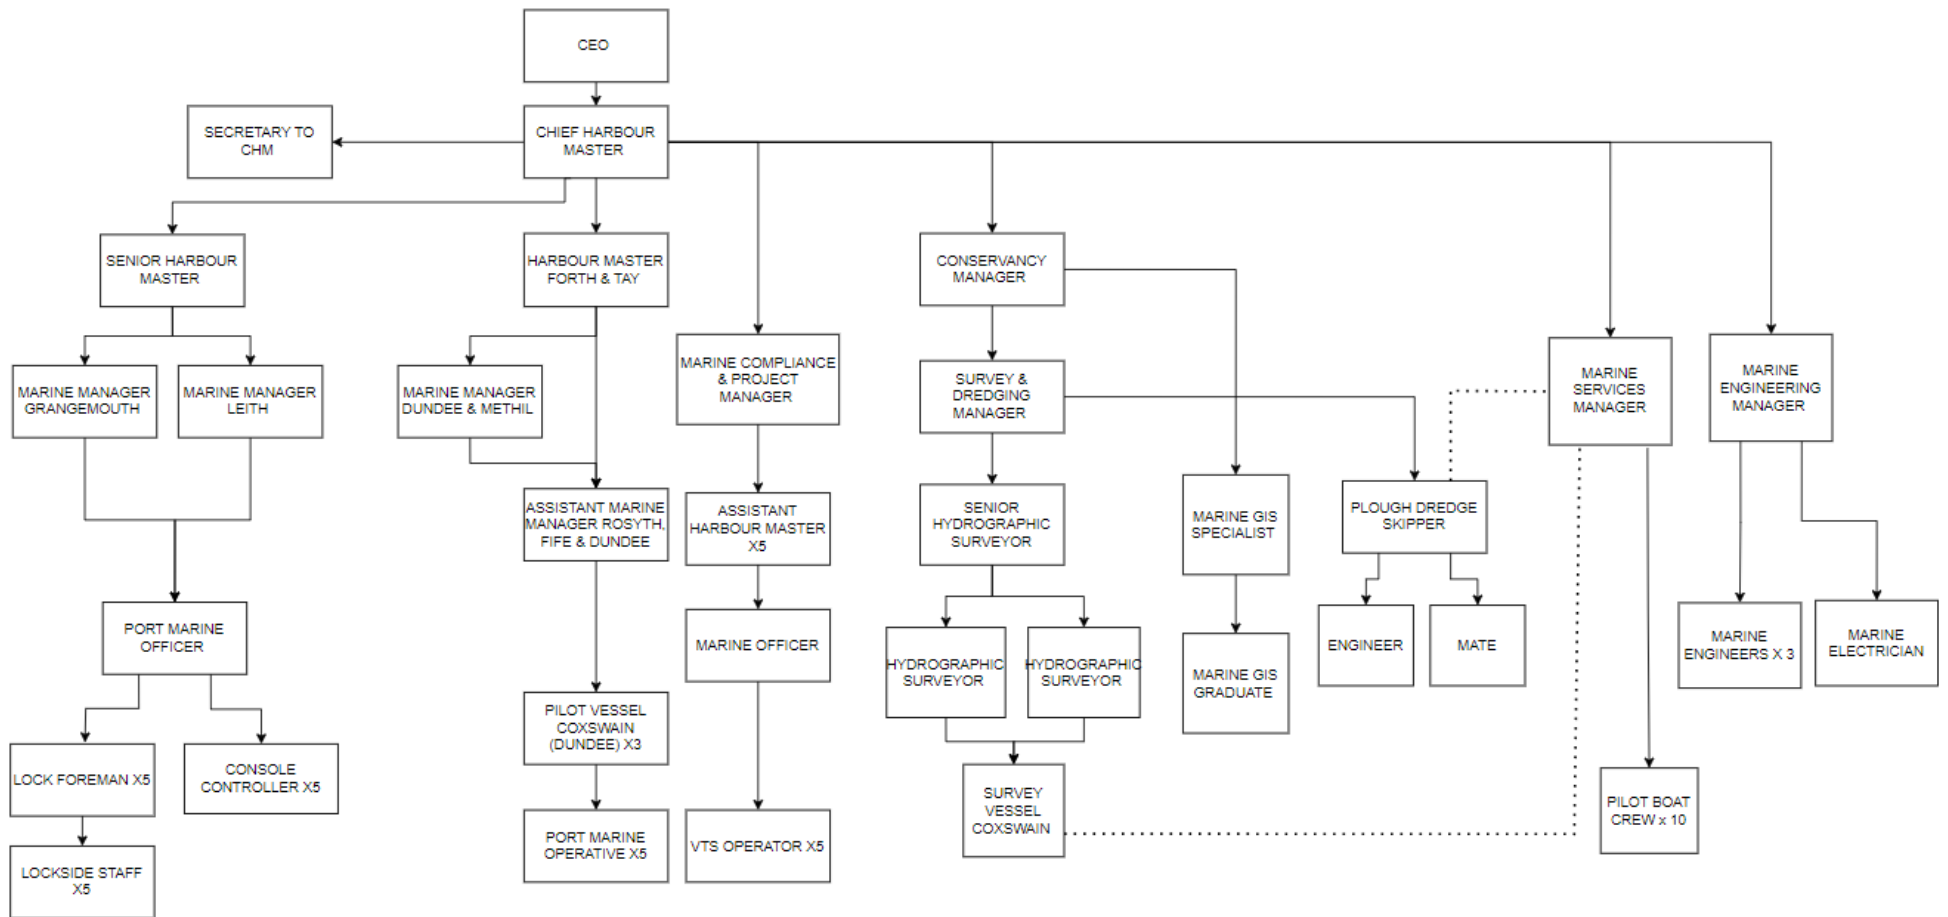 CEO
SECRETARY TO
CHM
CHIEF HARBOUR
MASTER
SENIOR HARBOUR
MASTER
HARBOUR MASTER
FORTH & TAY
CONSERVANCY
MANAGER
MARINE MANAGER
GRANGEMOUTH
MARINE MANAGER
LEITH
MARINE MANAGER
DUNDEE & METHIL
MARINE COMPLIANCE
& PROJECT
MANAGER
SURVEY &
DREDGING
MANAGER
MARINE
SERVICES
MANAGER
MARINE
ENGINEERING
MANAGER
ASSISTANT MARINE
MANAGER ROSYTH,
FIFE & DUNDEE
ASSISTANT
HARBOUR MASTER
X5
SENIOR
HYDROGRAPHIC
SURVEYOR
MARINE GIS
SPECIALIST
PLOUGH DREDGE
SKIPPER
PORT MARINE
OFFICER
MARINE OFFICER
HYDROGRAPHIC
SURVEYOR
HYDROGRAPHIC
SURVEYOR
MARINE GIS
GRADUATE
ENGINEER
MATE
MARINE
ENGINEERS X 3
MARINE
ELECTRICIAN
LOCK FOREMAN X5
CONSOLE
CONTROLLER X5
PILOT VESSEL
COXSWAIN
(DUNDEE) X3
SURVEY
VESSEL
COXSWAIN
PILOT BOAT
CREW x 10
LOCKSIDE STAFF
X5
PORT MARINE
OPERATIVE X5
VTS OPERATOR X5